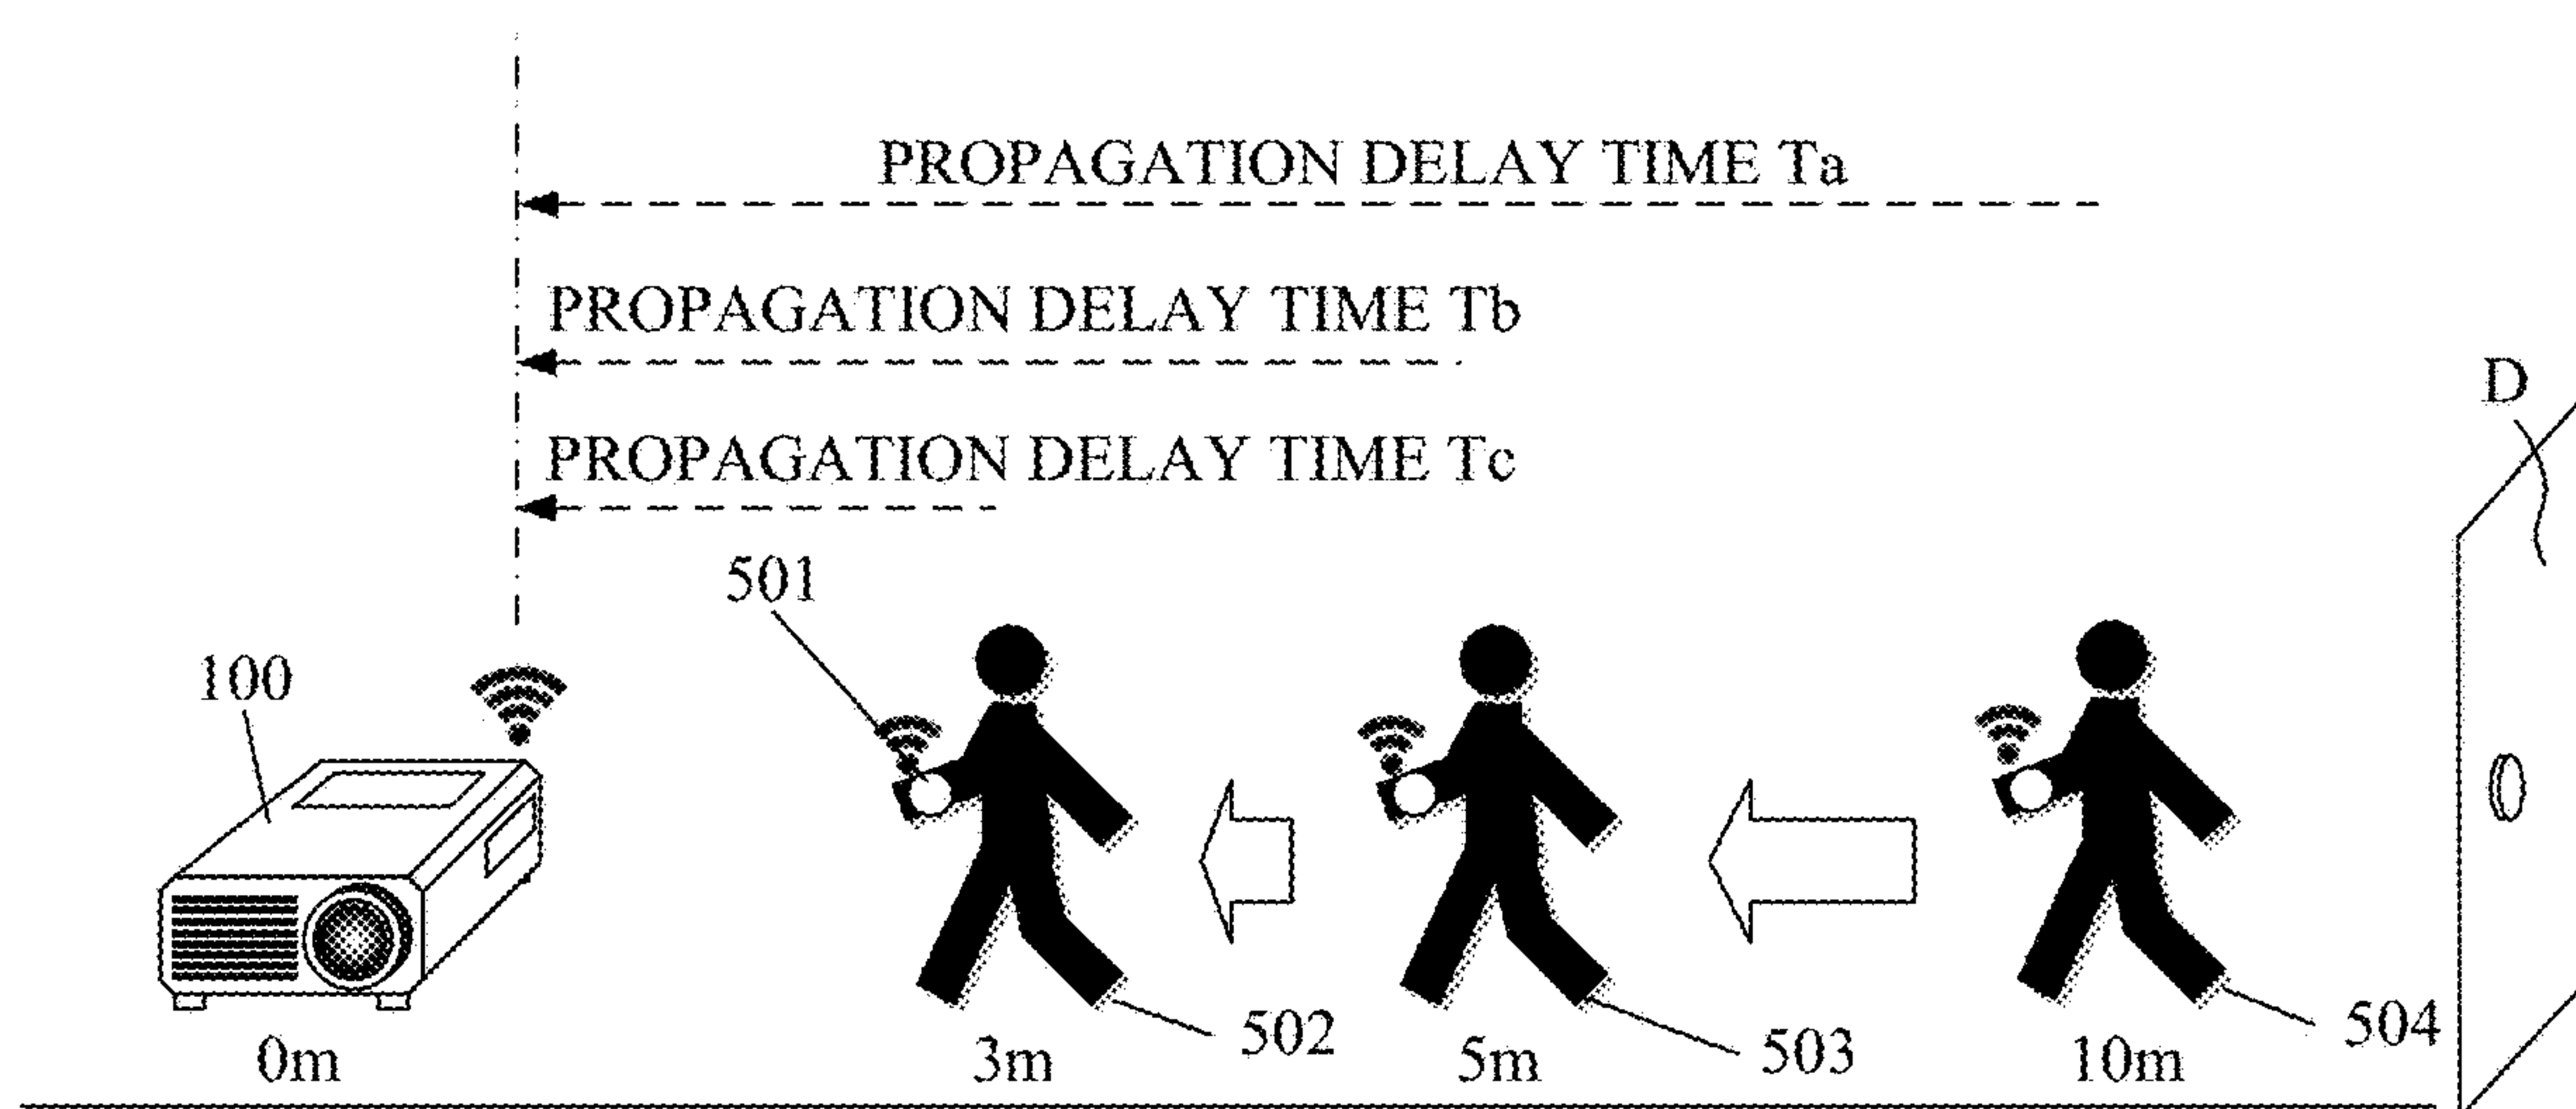 PROPAGATION DELAY TIME Ta
PROPAGATION DELAY TIME Tb
D
PROPAGATION DELAY TIME Tc
501
100
502
503
504
0m
3m
5m
10m